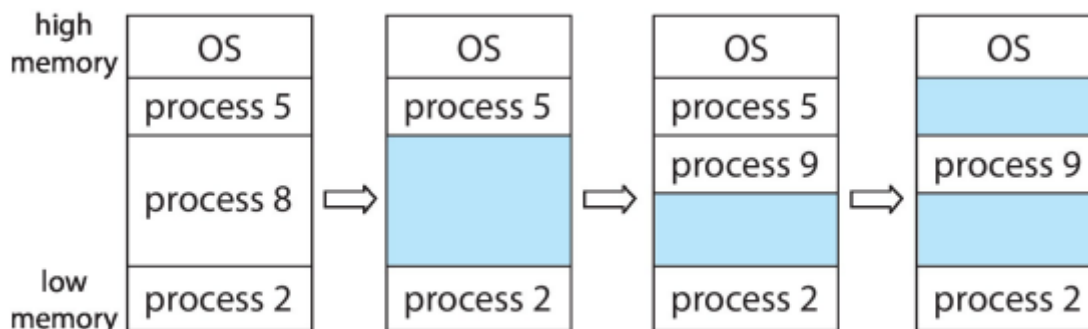 high
memory
OS
OS
OS
OS
process 5
process 5
process 5
process 8
process 9
process 9
low
memory
process 2
process 2
process 2
process 2